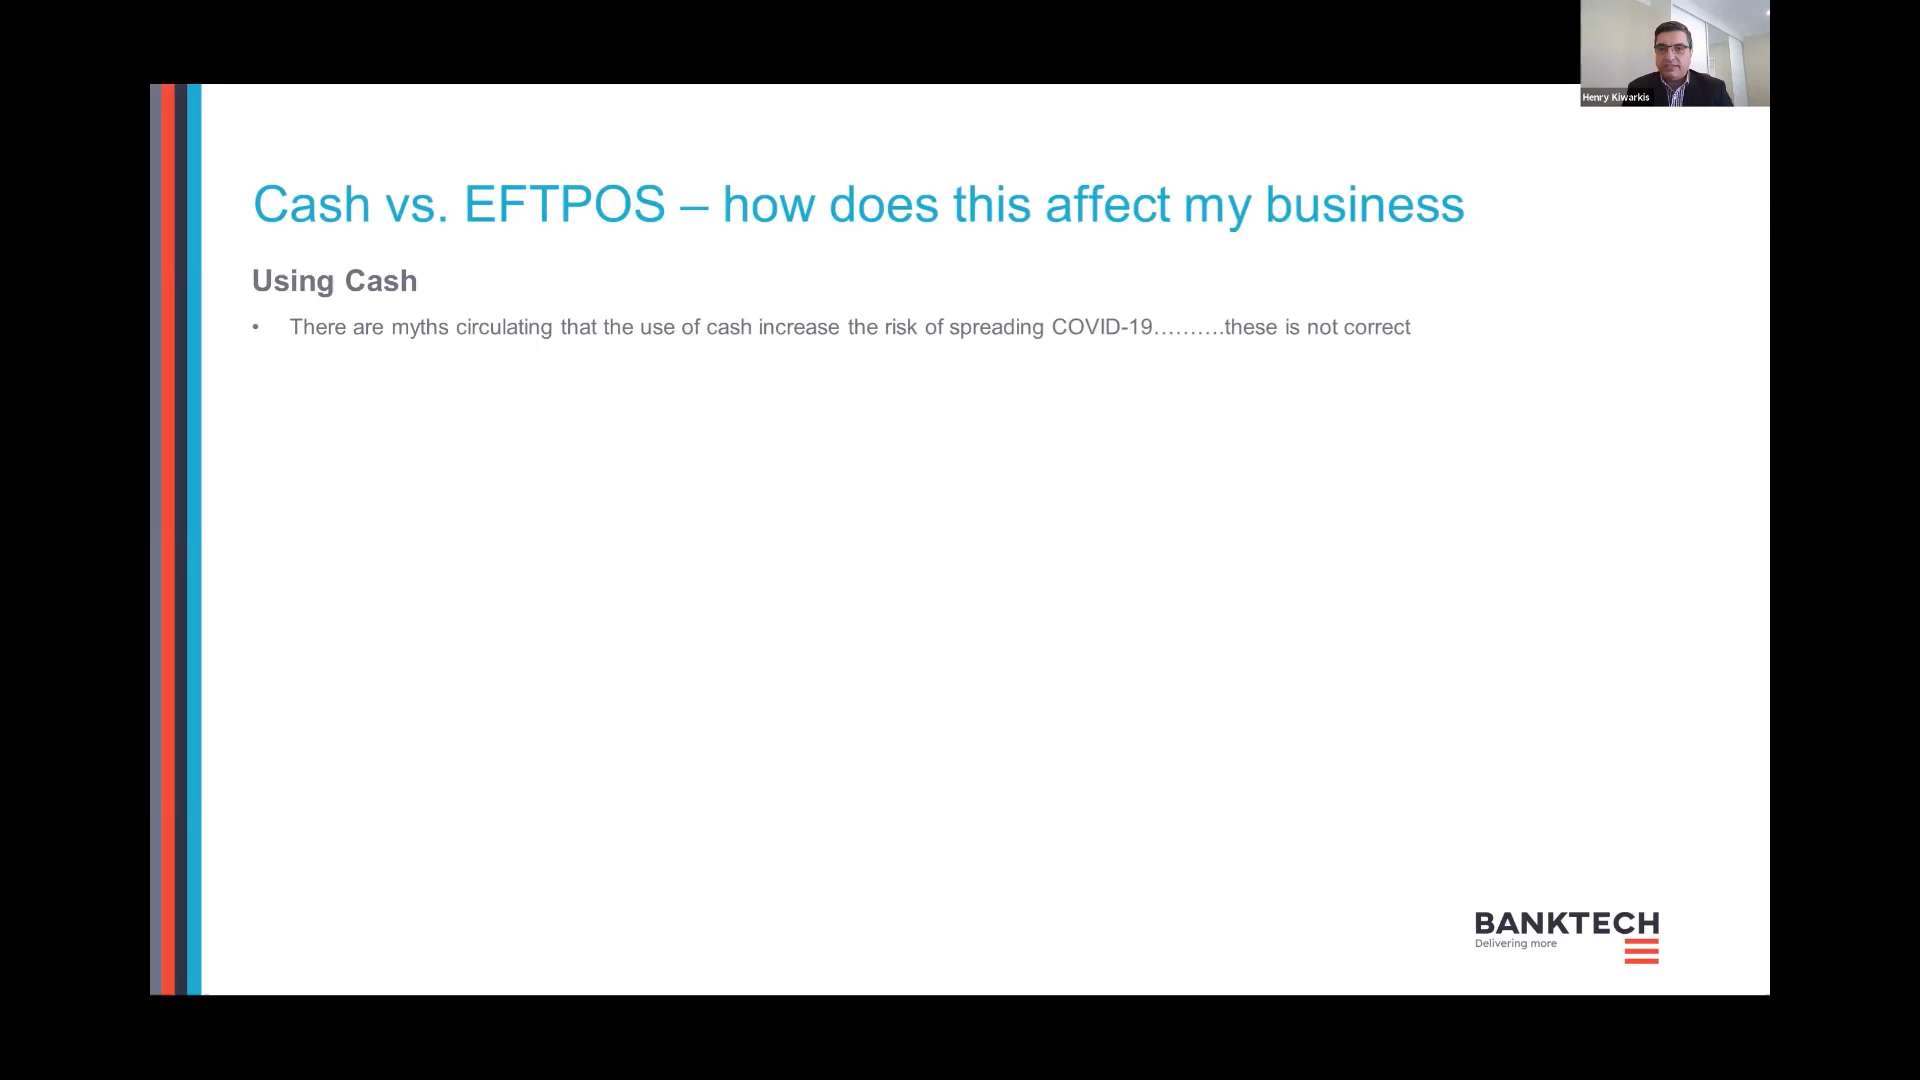 Henry Kiwarkis
Cash vs. EFTPOS – how does this affect my business
Using Cash
• There are myths circulating that the use of cash increase the risk of spreading COVID-19……….these is not correct
BANKTECH
Delivering more